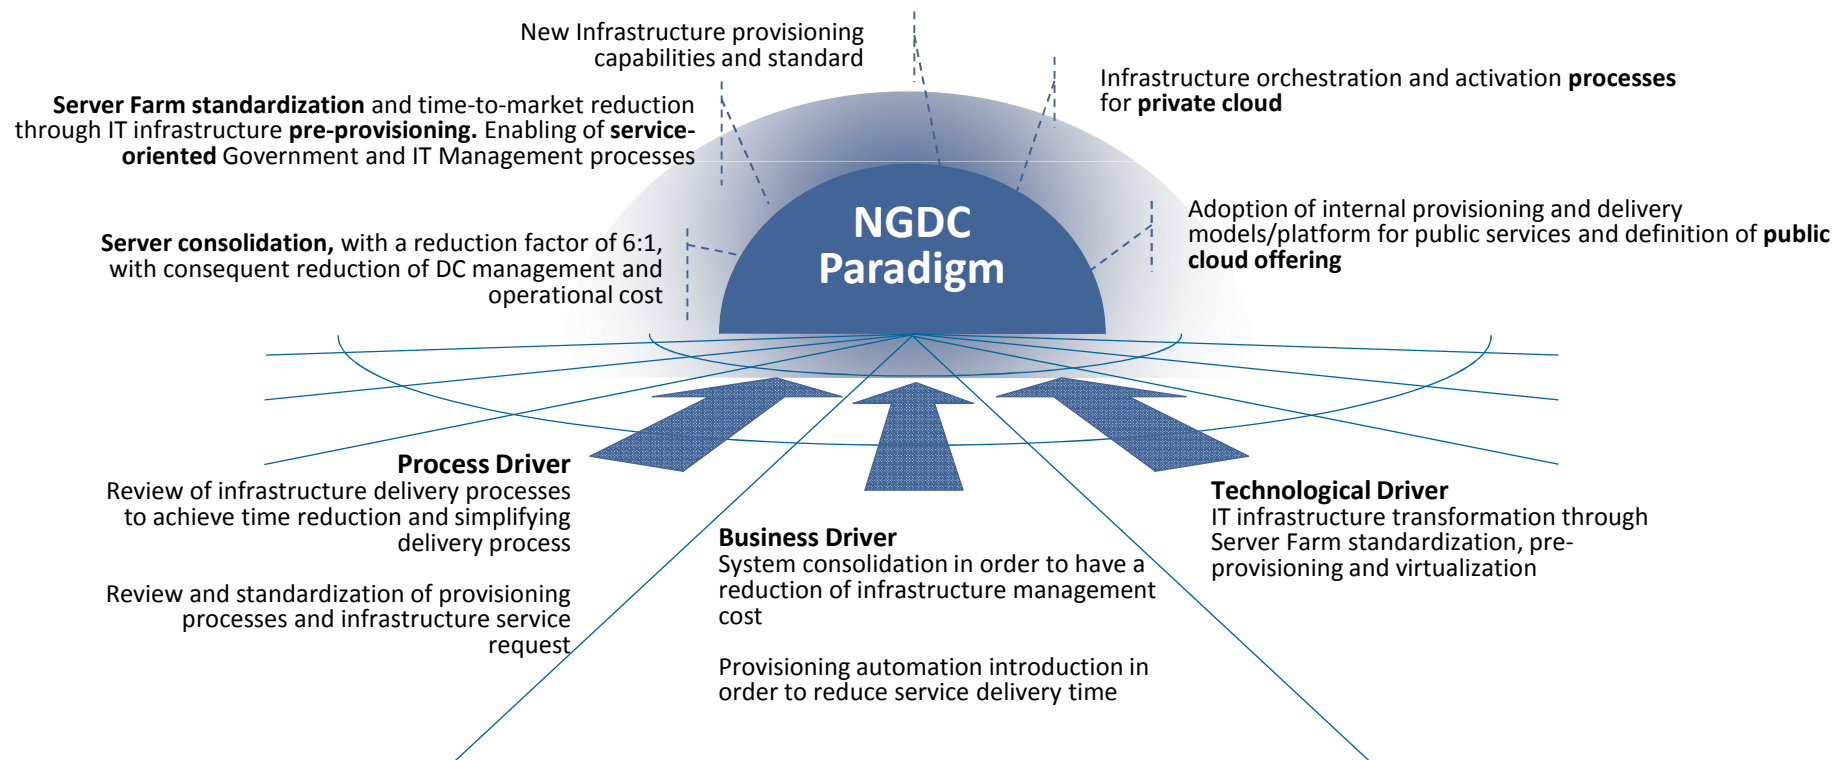 New Infrastructure provisioning
capabilities and standard
Server Farm standardization and time-to-market reduction
through IT infrastructure pre-provisioning. Enabling of service-
oriented Government and IT Management processes
Server consolidation, with a reduction factor of 6:1,
with consequent reduction of DC management and
operational cost
Infrastructure orchestration and activation processes
for private cloud
Adoption of internal provisioning and delivery
models/platform for public services and definition of public
cloud offering
NGDC
Paradigm
Process Driver
Review of infrastructure delivery processes
to achieve time reduction and simplifying
delivery process
Review and standardization of provisioning
processes and infrastructure service
request
Business Driver
System consolidation in order to have a
reduction of infrastructure management
cost
Provisioning automation introduction in
order to reduce service delivery time
Technological Driver
IT infrastructure transformation through
Server Farm standardization, pre-
provisioning and virtualization